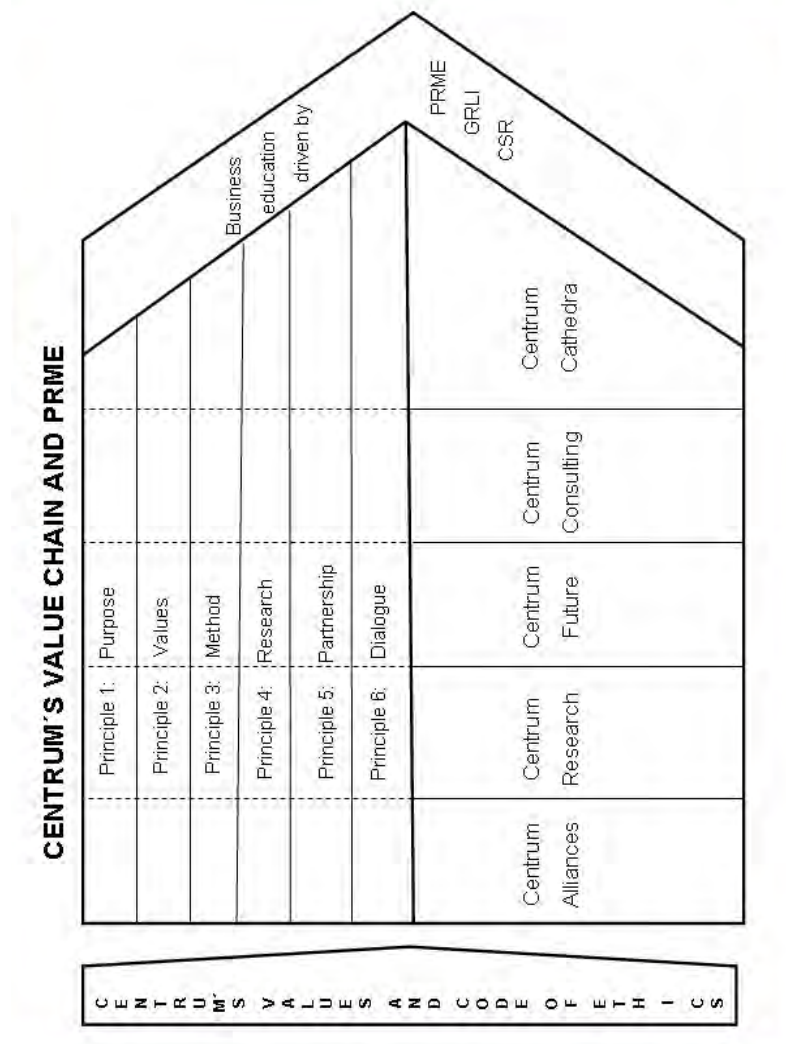 CENTRUM´S VALUE CHAIN AND PRME
Principle 1: Purpose
Principle 2: Values
Principle 3: Method
Principle 4: Research
Principle 5: Partnership
Principle 6: Dialogue
Business
education
driven by
PRME
GRLI
CSR
Centrum
Alliances
Centrum
Research
Centrum
Future
Centrum
Consulting
Centrum
Cathedra
CENTRUM´S VALUES AND CODE OF ETHICS